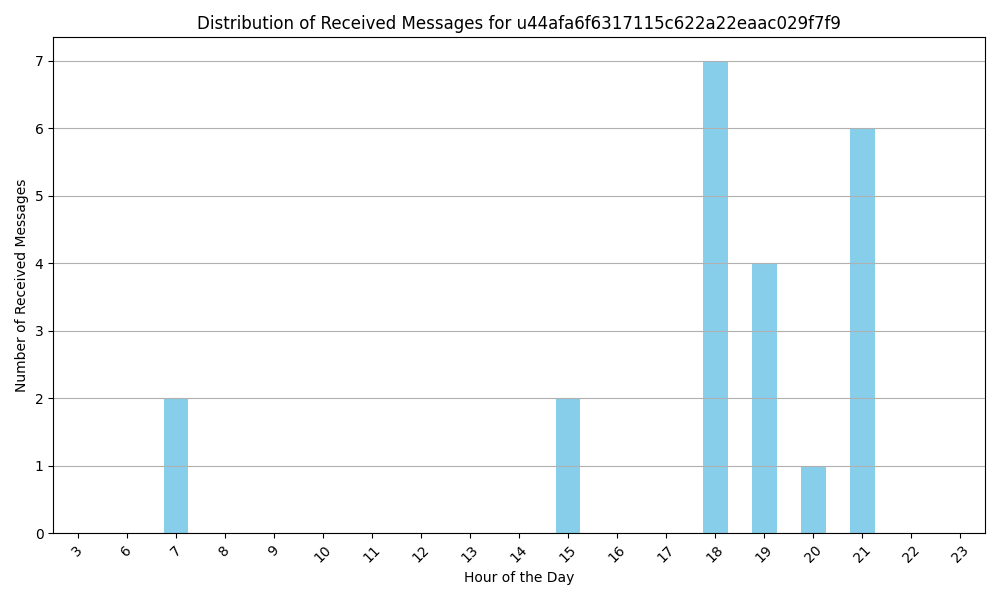 Distribution of Received Messages for u44afa6f6317115c622a22eaac029f7f9
Number of Received Messages
7
6
5
4
3
2
1
0
3 6 7 8 9 10 11 12 13 14 15 16 17 18 19 20 21 22 23
Hour of the Day